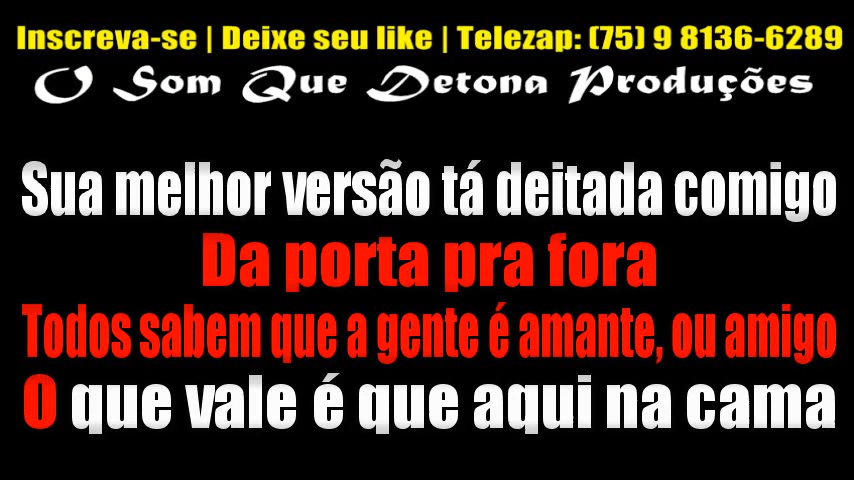 Inscreva-se | Deixe seu like | Telezap: (75) 9 8136-6289
O Som Que Detona Produções
Sua melhor versão tá deitada comigo
Da porta pra fora
Todos sabem que a gente é amante, ou amigo
O que vale é que aqui na cama